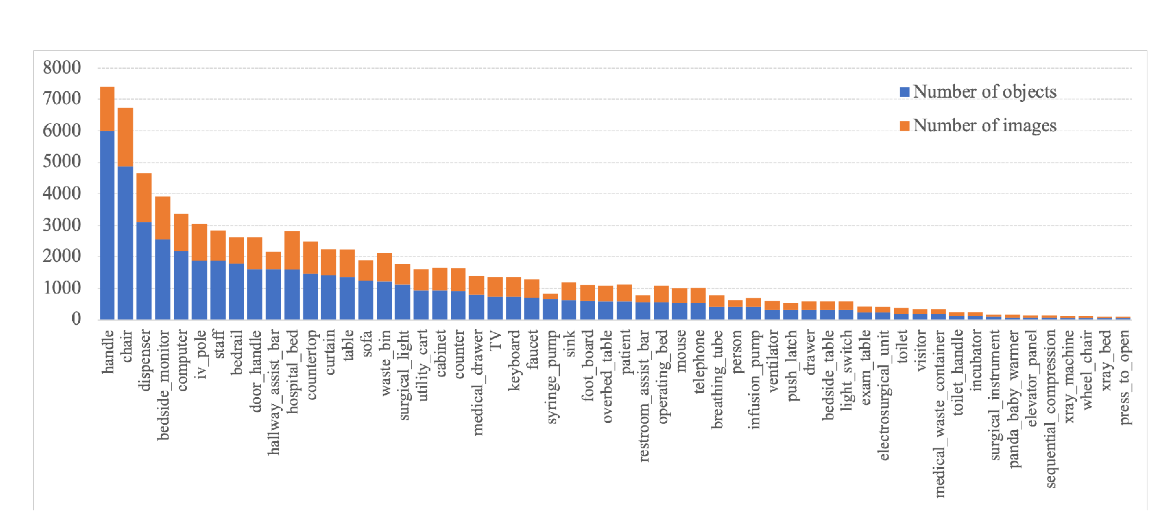 8000
7000
6000
5000
4000
3000
2000
1000
0
Number of objects
Number of images
handle
chair
dispenser
bedside_monitor
computer
iv_pole
staff
bedrail
door_handle
hallway_assist_bar
hospital_bed
countertop
curtain
table
sofa
waste_bin
surgical_light
utility_cart
cabinet
counter
medical_drawer
TV
keyboard
faucet
syringe_pump
sink
foot_board
overbed_table
patient
restroom_assist_bar
operating_bed
mouse
telephone
breathing_tube
person
infusion_pump
ventilator
push_latch
drawer
bedside_table
light_switch
exam_table
electrosurgical_unit
toilet
visitor
medical_waste_container
toilet_handle
incubator
surgical_instrument
panda_baby_warmer
elevator_panel
sequential_compression
xray_machine
wheel_chair
xray_bed
press_to_open